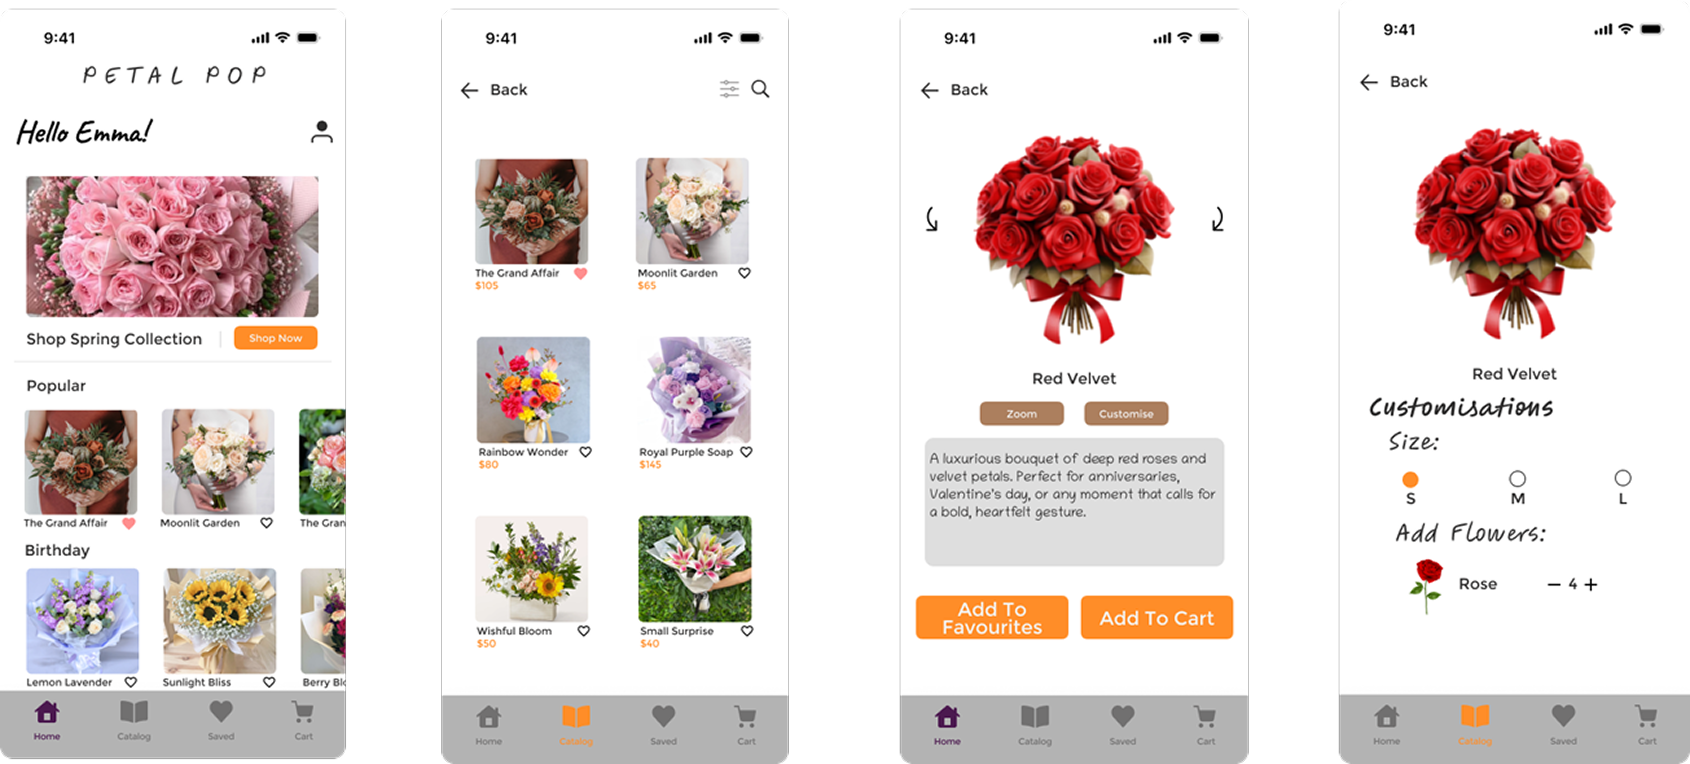 9:41
PETAL POP
Hello Emma!
Shop Spring Collection
Shop Now
Popular
The Grand Affair
Moonlit Garden
The Gran
Birthday
Lemon Lavender
Sunlight Bliss
Berry Blo
Home
Catalog
Saved
Cart
9:41
Back
The Grand Affair
$105
Moonlit Garden
$65
Rainbow Wonder
$80
Royal Purple Soap
$145
Wishful Bloom
$50
Small Surprise
$40
Home
Catalog
Saved
Cart
9:41
Back
Red Velvet
Zoom
Customise
A luxurious bouquet of deep red roses and
velvet petals. Perfect for anniversaries,
Valentine's day, or any moment that calls for
a bold, heartfelt gesture.
Add To
Favourites
Add To Cart
Home
Catalog
Saved
Cart
9:41
Back
Red Velvet
Customisations
Size:
S
M
L
Add Flowers:
Rose
− 4 +
Home
Catalog
Saved
Cart